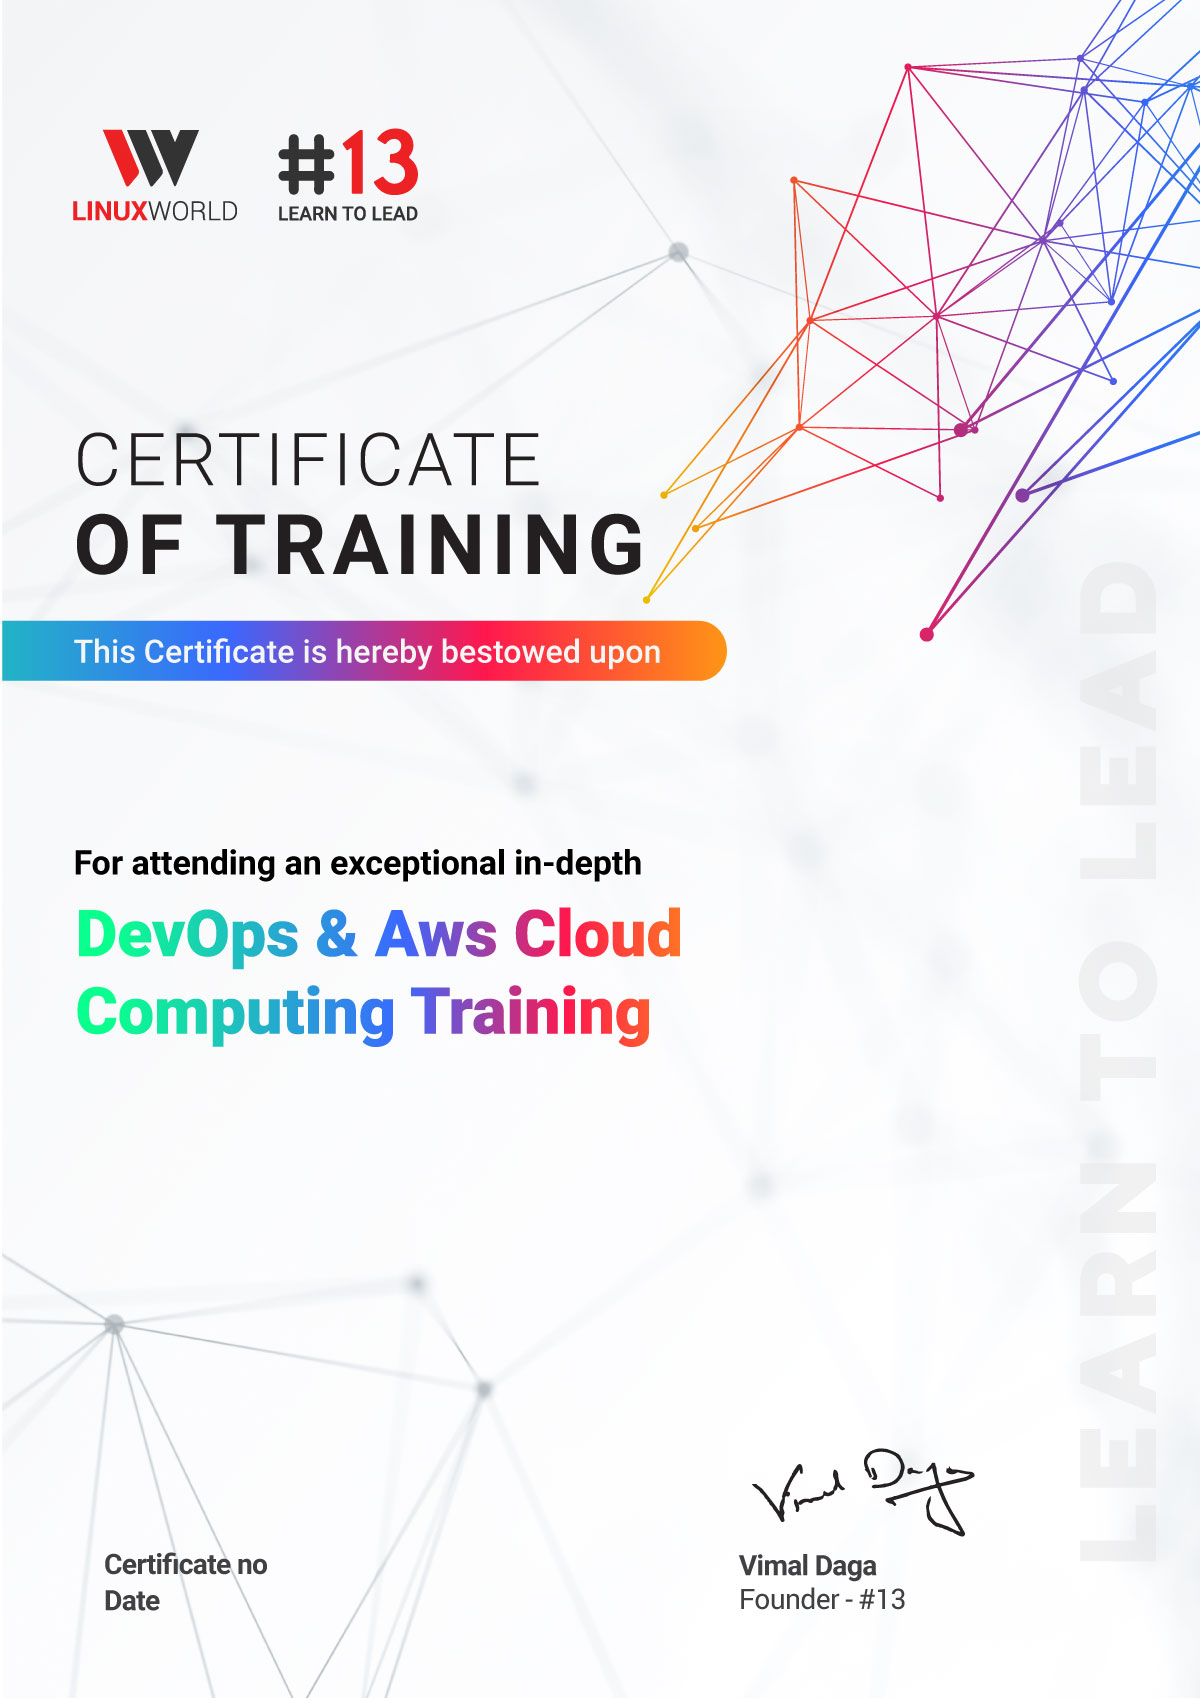 LINUXWORLD
#13
LEARN TO LEAD
CERTIFICATE
OF TRAINING
This Certificate is hereby bestowed upon
For attending an exceptional in-depth
DevOps & Aws Cloud
Computing Training
LEARN TO LEAD
Vimal Daga
Certificate no
Date
Vimal Daga
Founder - #13